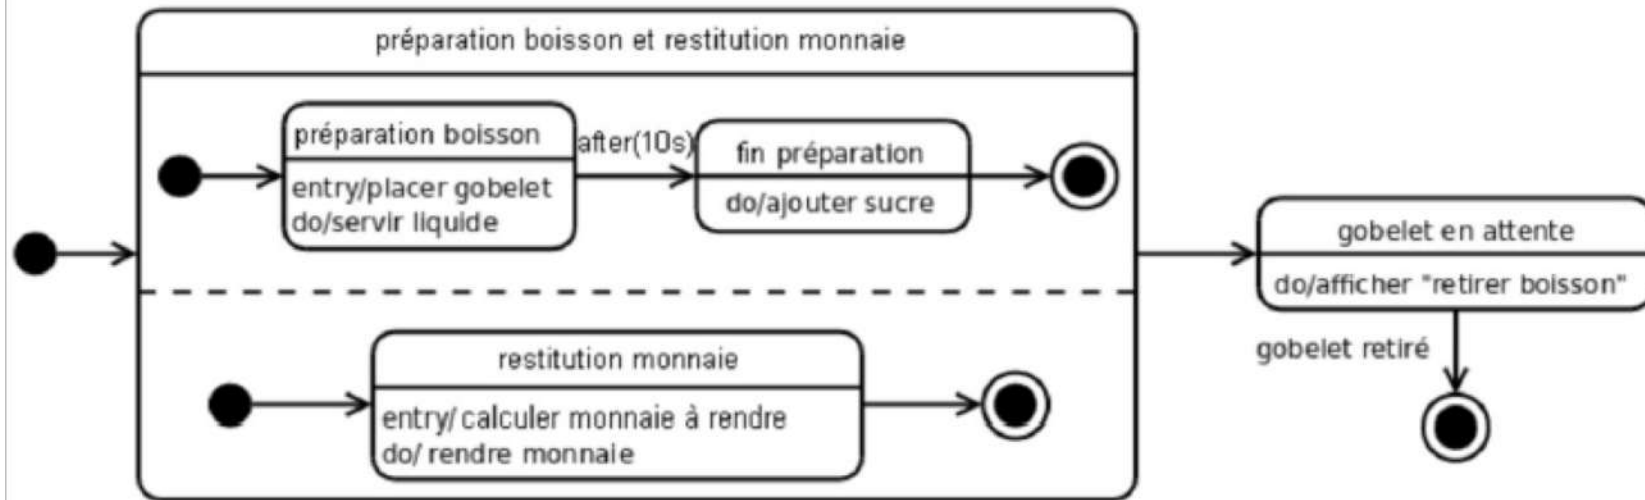 préparation boisson et restitution monnaie
préparation boisson
entry/placer gobelet
do/servir liquide
after(10s)
fin préparation
do/ajouter sucre
gobelet en attente
do/afficher "retirer boisson"
gobelet retiré
restitution monnaie
entry/ calculer monnaie à rendre
do/ rendre monnaie